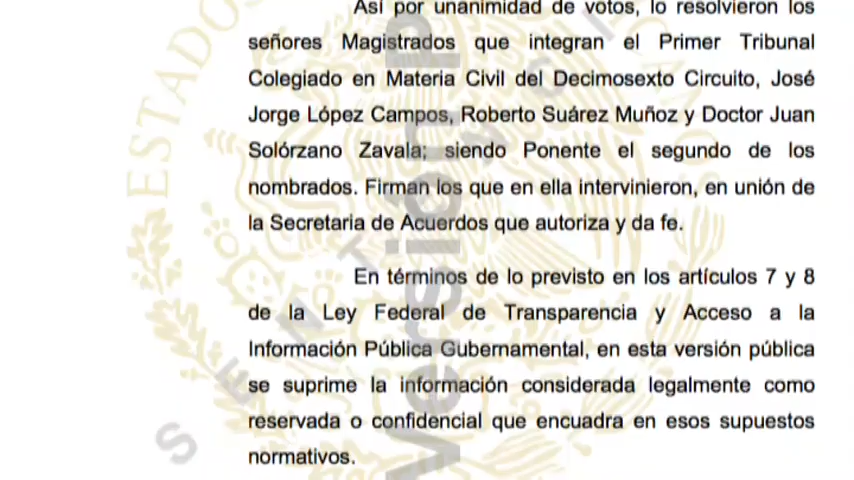 Así por unanimidad de votos, lo resolvieron los
señores Magistrados que integran el Primer Tribunal
Colegiado en Materia Civil del Decimosexto Circuito, José
Jorge López Campos, Roberto Suárez Muñoz y Doctor Juan
Solórzano Zavala; siendo Ponente el segundo de los
nombrados. Firman los que en ella intervinieron, en unión de
la Secretaria de Acuerdos que autoriza y da fe.
En términos de lo previsto en los artículos 7 y 8
de la Ley Federal de Transparencia y Acceso a la
Información Pública Gubernamental, en esta versión pública
se suprime la información considerada legalmente como
reservada o confidencial que encuadra en esos supuestos
normativos.
Versión p
ESTADOS